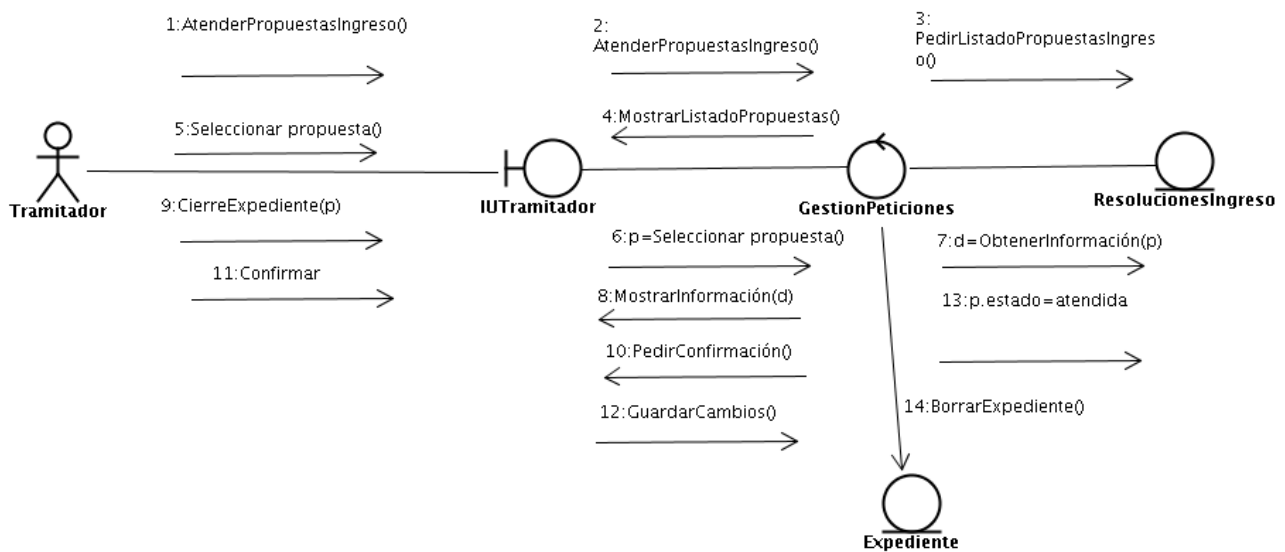 1:AtenderPropuestasIngreso()
2:
AtenderPropuestasIngreso()
3:
PedirListadoPropuestasIngres
o()
5:Seleccionar propuesta()
4:MostrarListadoPropuestas()
Tramitador
IUTramitador
GestionPeticiones
ResolucionesIngreso
9:CierreExpediente(p)
6:p=Seleccionar propuesta()
7:d=ObtenerInformación(p)
11:Confirmar
8:MostrarInformación(d)
13:p.estado=atendida
10:PedirConfirmación()
12:GuardarCambios()
14:BorrarExpediente()
Expediente